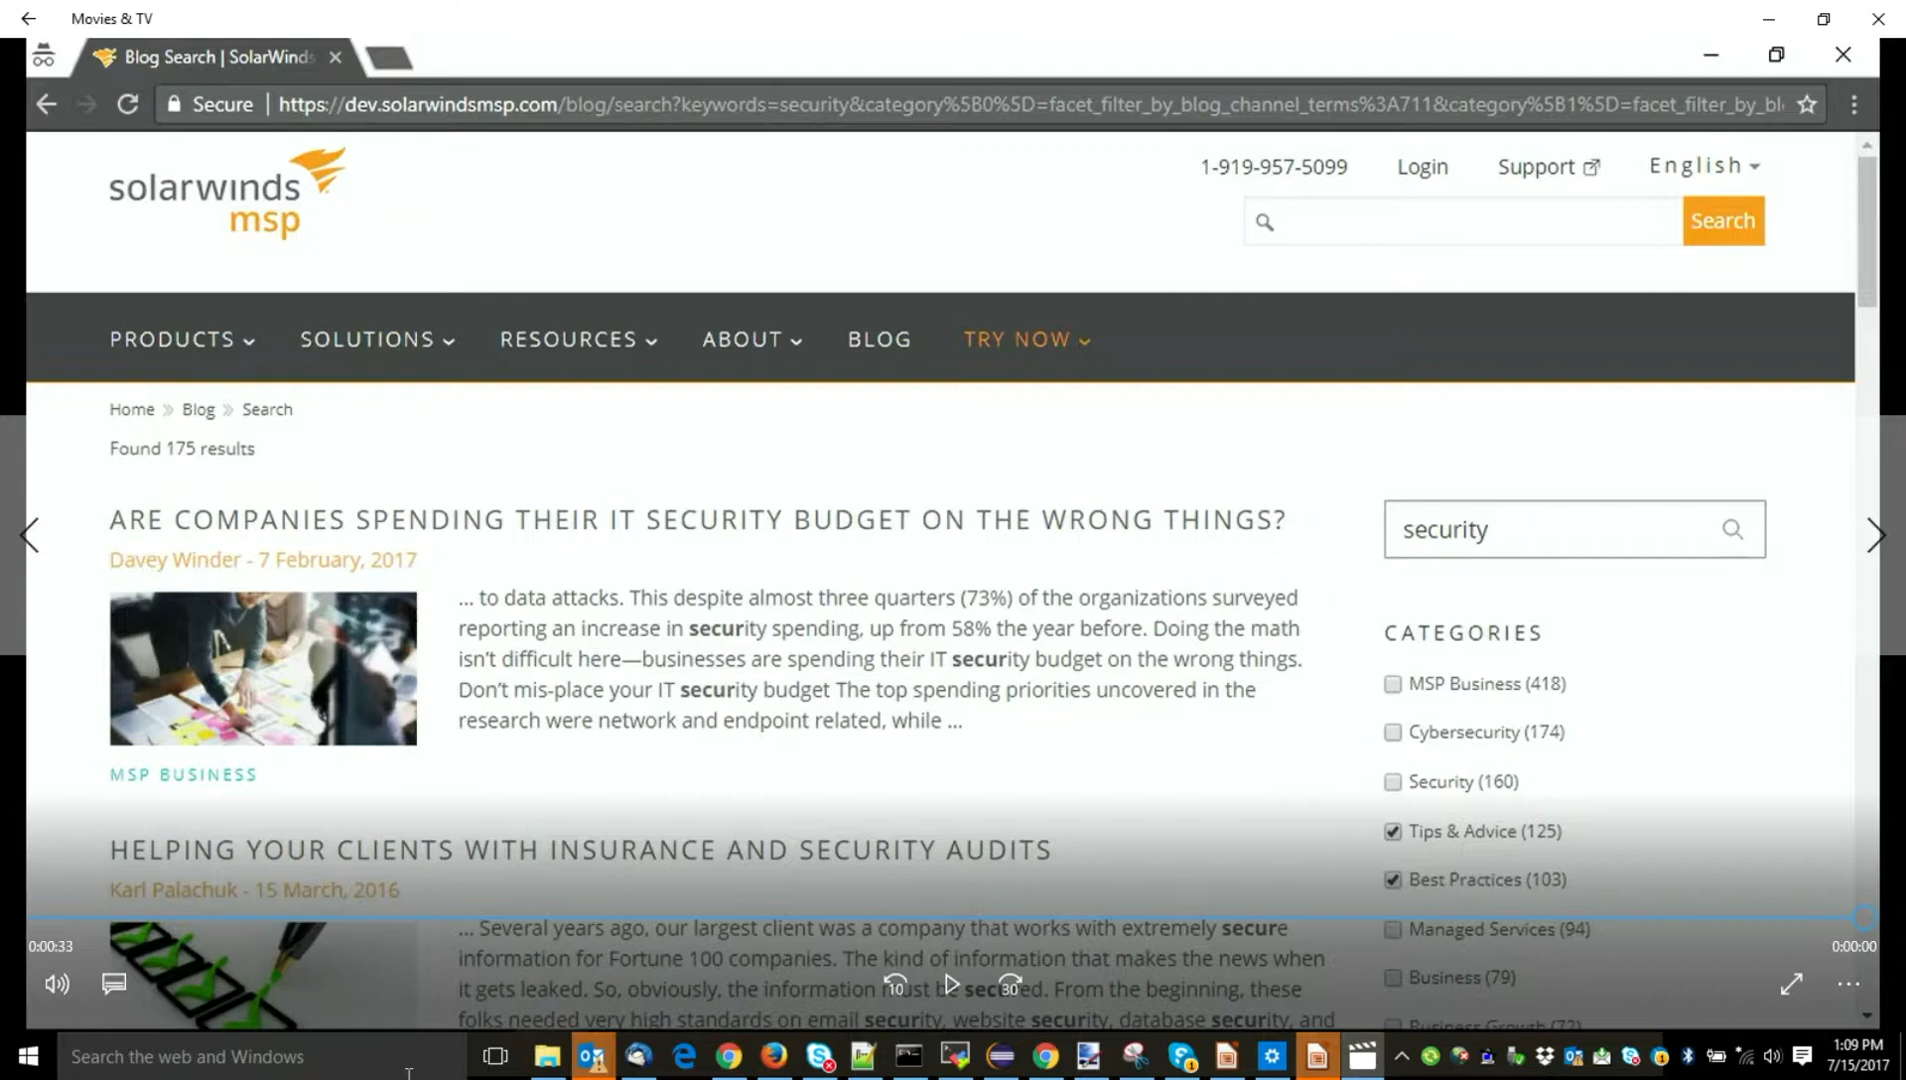 Movies & TV
Blog Search | SolarWinds
Secure | https://dev.solarwindsmsp.com/blog/search?keywords=security&category%5B0%5D=facet_filter_by_blog_channel_terms%3A711&category%5B1%5D=facet_filter_by_bl
solarwinds
msp
1-919-957-5099 Login Support English
Search
PRODUCTS SOLUTIONS RESOURCES ABOUT BLOG TRY NOW
Home » Blog » Search
Found 175 results
ARE COMPANIES SPENDING THEIR IT SECURITY BUDGET ON THE WRONG THINGS?
Davey Winder - 7 February, 2017
... to data attacks. This despite almost three quarters (73%) of the organizations surveyed
reporting an increase in security spending, up from 58% the year before. Doing the math
isn't difficult here—businesses are spending their IT security budget on the wrong things.
Don't mis-place your IT security budget The top spending priorities uncovered in the
research were network and endpoint related, while ...
MSP BUSINESS
HELPING YOUR CLIENTS WITH INSURANCE AND SECURITY AUDITS
Karl Palachuk - 15 March, 2016
... Several years ago, our largest client was a company that works with extremely secure
information for Fortune 100 companies. The kind of information that makes the news when
it gets leaked. So, obviously, the information must be secured. From the beginning, these
folks needed very high standards on email security, website security, database security, and
security
CATEGORIES
MSP Business (418)
Cybersecurity (174)
Security (160)
Tips & Advice (125)
Best Practices (103)
Managed Services (94)
Business (79)
Business Growth (72)
0:00:33
0:00:00
10
30
Search the web and Windows
1:09 PM
7/15/2017